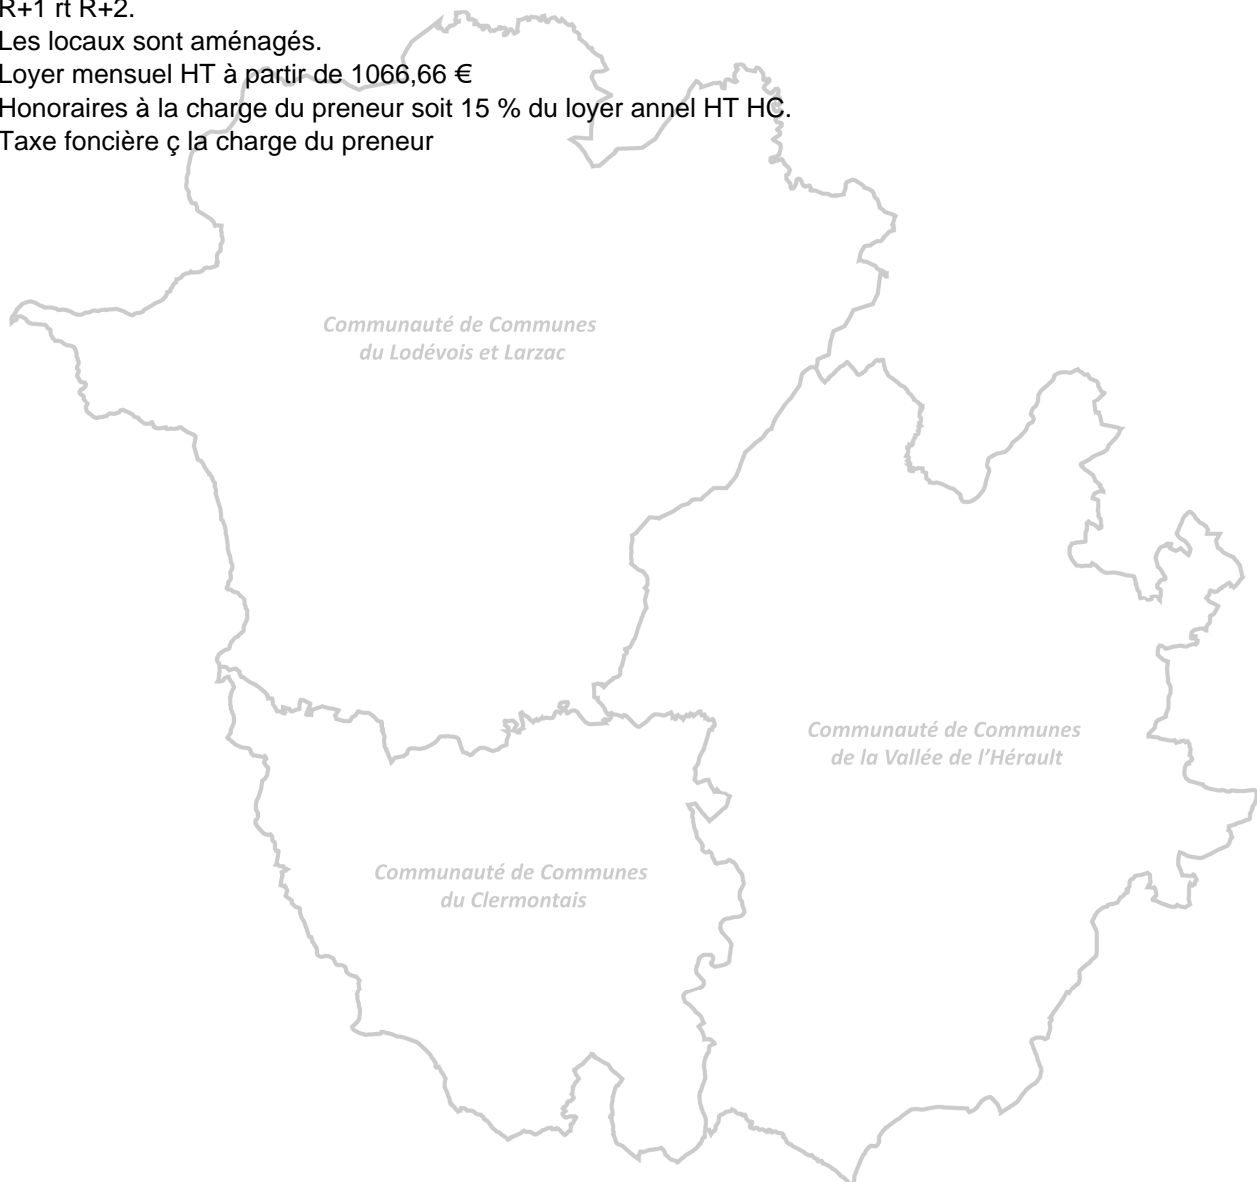 R+1 rt R+2.
Les locaux sont aménagés.
Loyer mensuel HT à partir de 1066,66 €
Honoraires à la charge du preneur soit 15 % du loyer annel HT HC.
Taxe foncière ç la charge du preneur
Communauté de Communes
du Lodévois et Larzac
Communauté de Communes
de la Vallée de l’Hérault
Communauté de Communes
du Clermontais